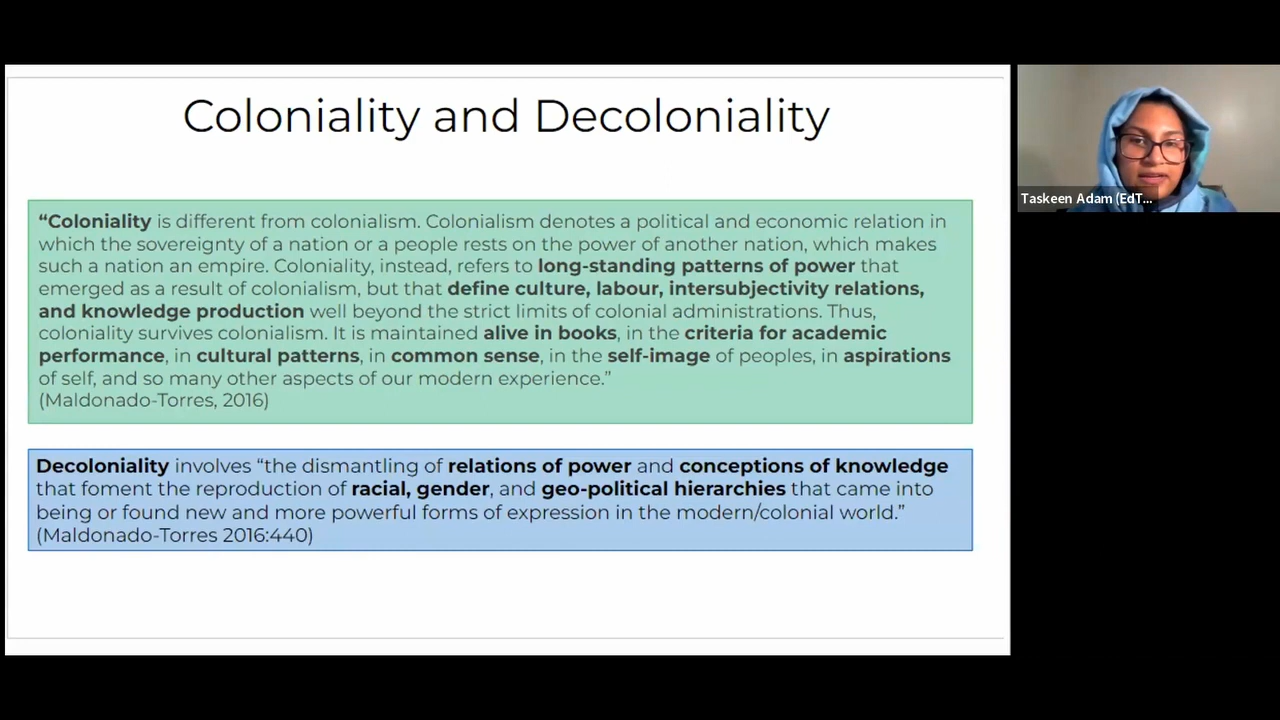 Coloniality and Decoloniality
“Coloniality is different from colonialism. Colonialism denotes a political and economic relation in
which the sovereignty of a nation or a people rests on the power of another nation, which makes
such a nation an empire. Coloniality, instead, refers to long-standing patterns of power that
emerged as a result of colonialism, but that define culture, labour, intersubjectivity relations,
and knowledge production well beyond the strict limits of colonial administrations. Thus,
coloniality survives colonialism. It is maintained alive in books, in the criteria for academic
performance, in cultural patterns, in common sense, in the self-image of peoples, in aspirations
of self, and so many other aspects of our modern experience.”
(Maldonado-Torres, 2016)
Decoloniality involves “the dismantling of relations of power and conceptions of knowledge
that foment the reproduction of racial, gender, and geo-political hierarchies that came into
being or found new and more powerful forms of expression in the modern/colonial world.”
(Maldonado-Torres 2016:440)
Taskeen Adam (EdT...